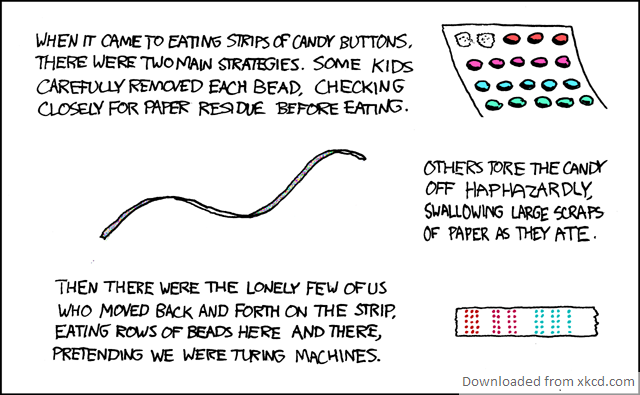 WHEN IT CAME TO EATING STRIPS OF CANDY BUTTONS,
THERE WERE TWO MAIN STRATEGIES. SOME KIDS
CAREFULLY REMOVED EACH BEAD, CHECKING
CLOSELY FOR PAPER RESIDUE BEFORE EATING.
OTHERS TORE THE CANDY
OFF HAPHAZARDLY,
SWALLOWING LARGE SCRAPS
OF PAPER AS THEY ATE.
THEN THERE WERE THE LONELY FEW OF US
WHO MOVED BACK AND FORTH ON THE STRIP,
EATING ROWS OF BEADS HERE AND THERE,
PRETENDING WE WERE TURING MACHINES.
Downloaded from xkcd.com